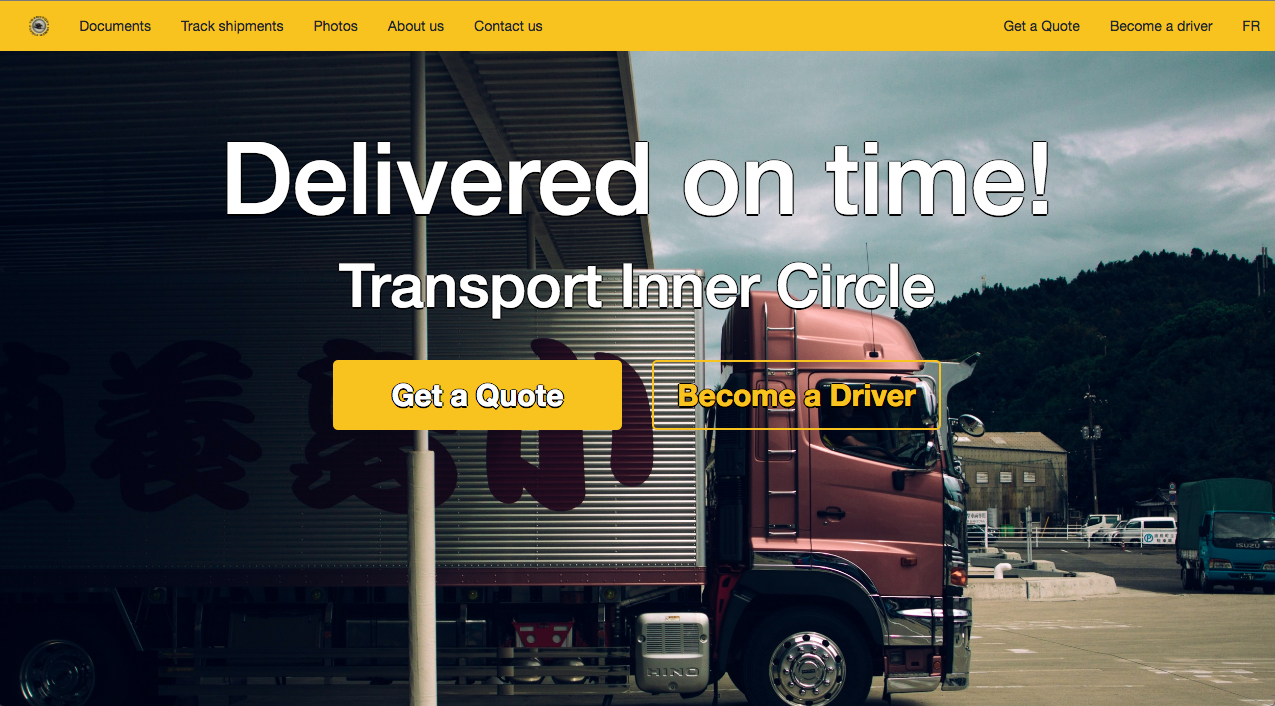 Documents
Track shipments
Photos
About us
Contact us
Get a Quote
Become a driver
FR
Delivered on time!
Transport Inner Circle
Get a Quote
Become a Driver
ISUZU
HINO